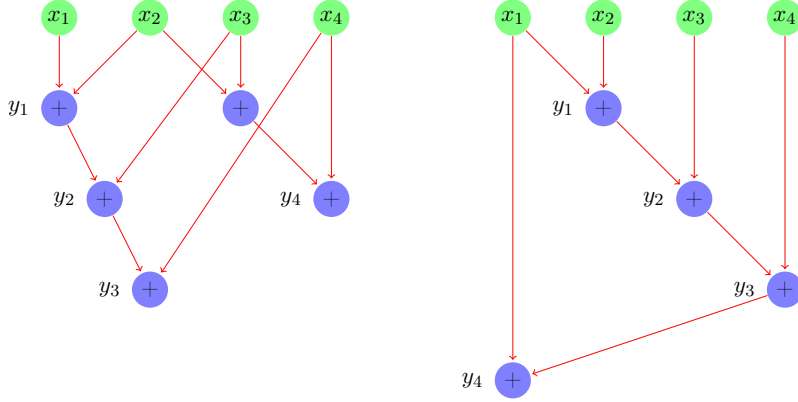 x₁ x₂ x₃ x₄ x₁ x₂ x₃ x₄
y₁ + + y₁ +
y₂ + y₄ + y₂ +
y₃ + y₃ +
y₄ +